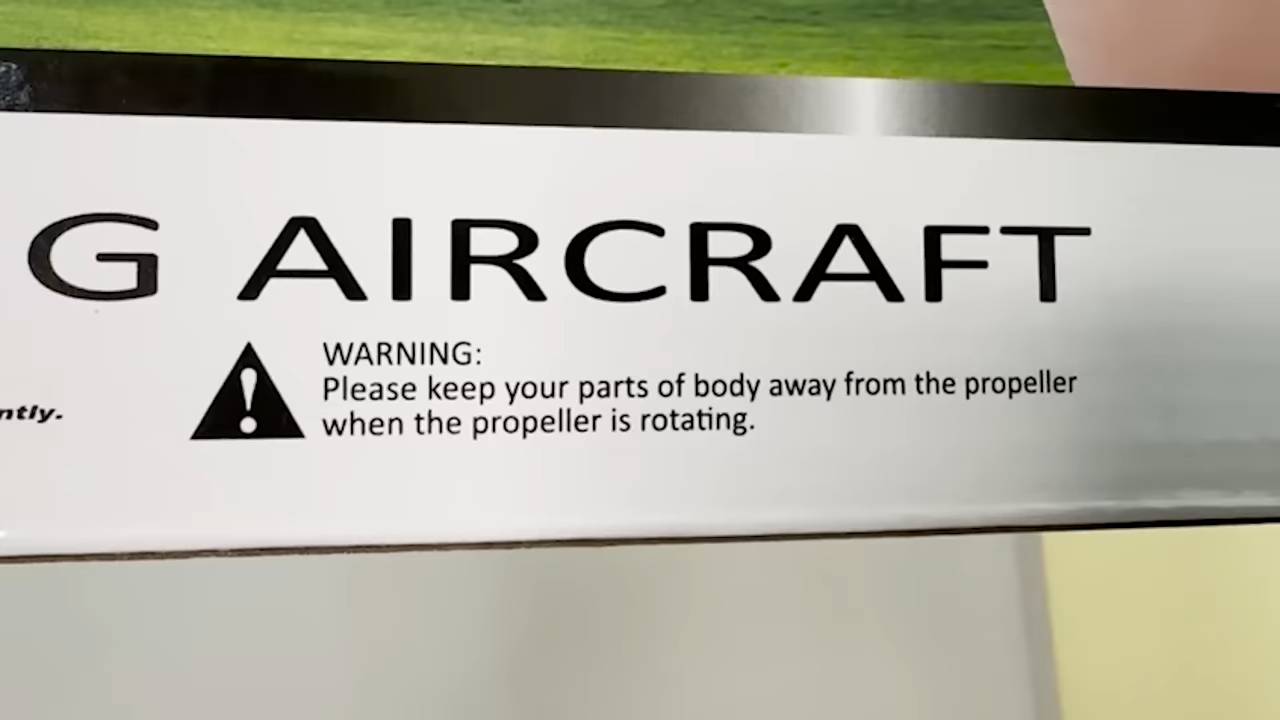 G AIRCRAFT
WARNING:
Please keep your parts of body away from the propeller
when the propeller is rotating.
ntly.